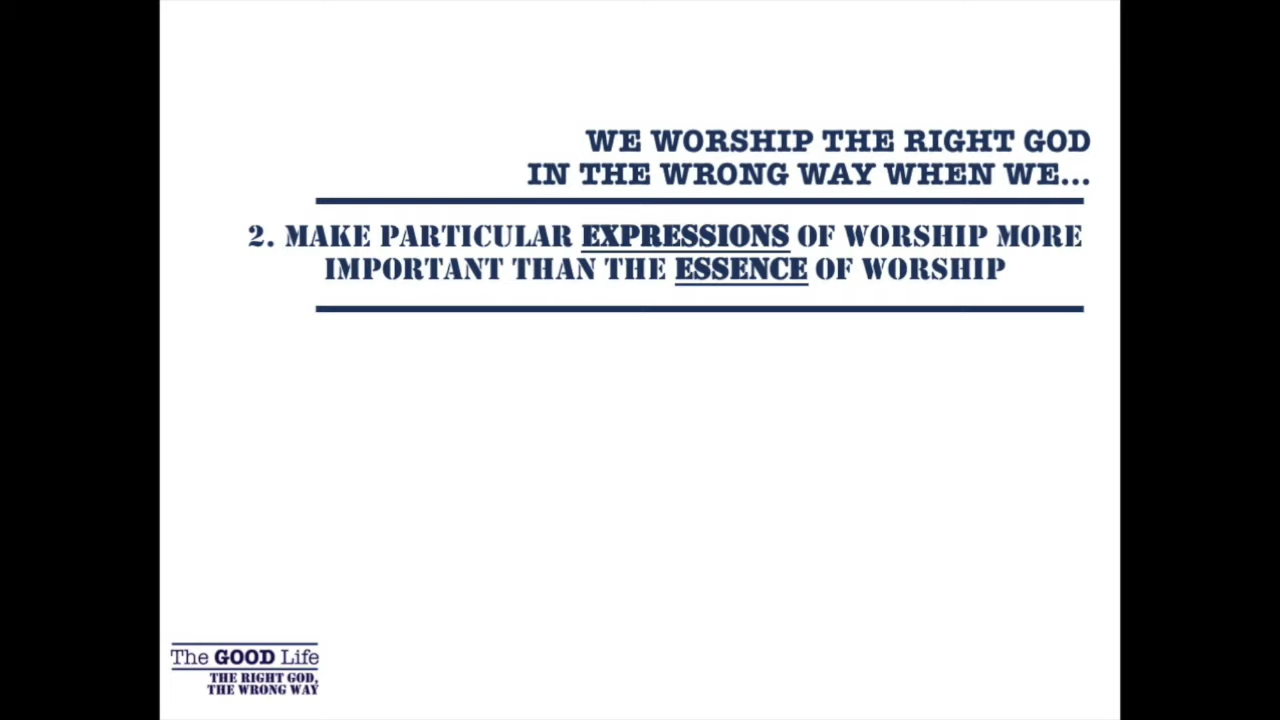 WE WORSHIP THE RIGHT GOD
IN THE WRONG WAY WHEN WE...
2. MAKE PARTICULAR EXPRESSIONS OF WORSHIP MORE
IMPORTANT THAN THE ESSENCE OF WORSHIP
The GOOD Life
THE RIGHT GOD,
THE WRONG WAY